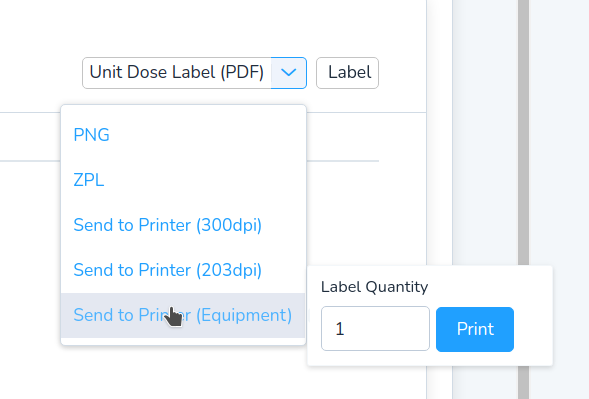 Unit Dose Label (PDF)
Label
PNG
ZPL
Send to Printer (300dpi)
Send to Printer (203dpi)
Send to Printer (Equipment)
Label Quantity
1
Print